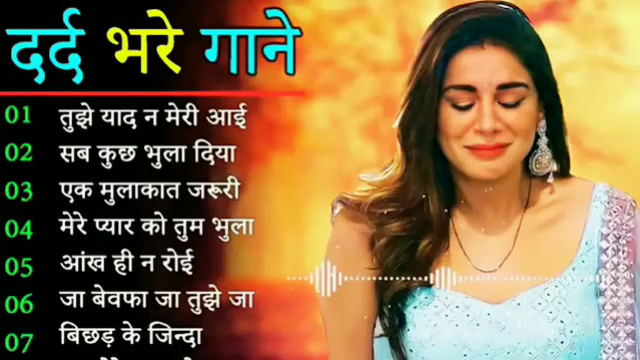 दर्द भरे गाने
01 तुझे याद न मेरी आई
02 सब कुछ भुला दिया
03 एक मुलाकात जरूरी
04 मेरे प्यार को तुम भुला
05 आंख ही न रोई
06 जा बेवफा जा तुझे जा
07 बिछड़ के जिन्दा